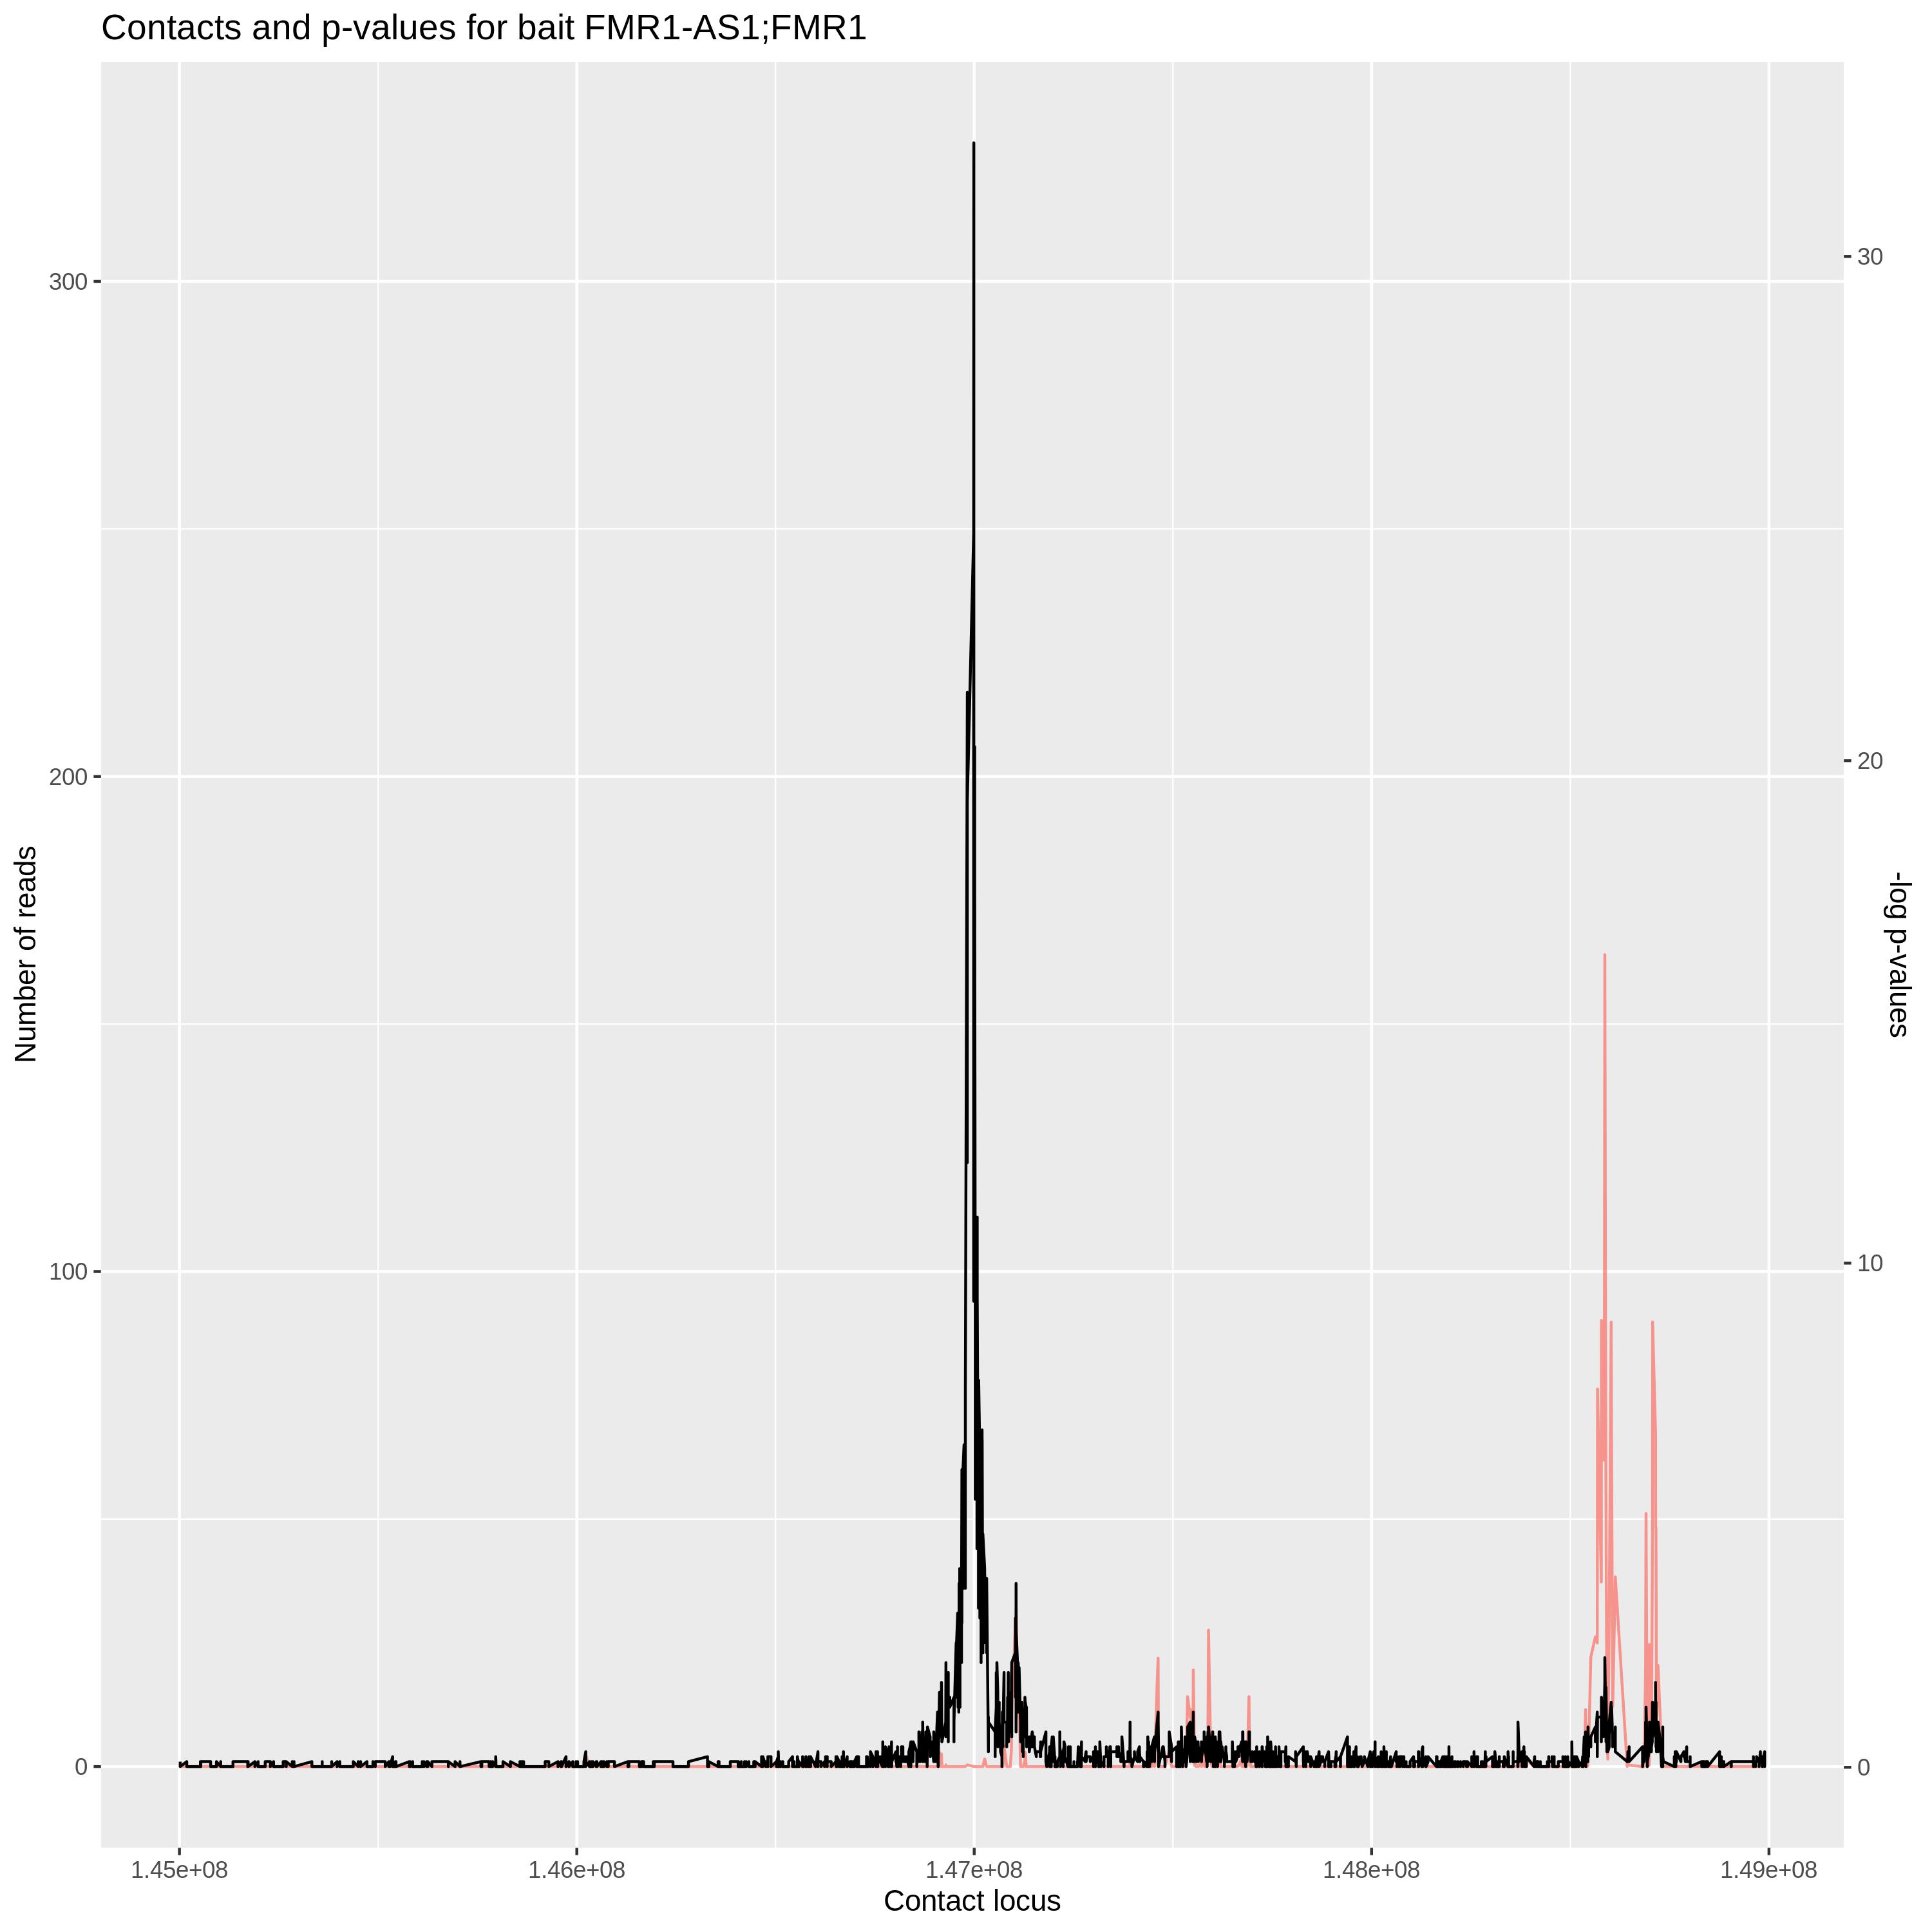 Contacts and p-values for bait FMR1-AS1;FMR1
Number of reads
300
200
100
0
30
20
10
0
-log p-values
1.45e+08
1.46e+08
1.47e+08
1.48e+08
1.49e+08
Contact locus